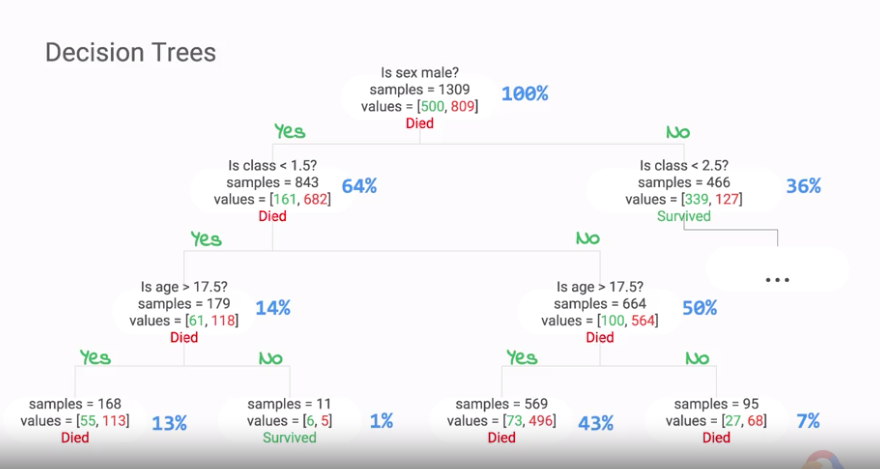 Decision Trees
Is sex male?
samples = 1309
values = [500, 809]
Died
100%
Yes
No
Is class < 1.5?
samples = 843
values = [161, 682]
Died
64%
Is class < 2.5?
samples = 466
values = [339, 127]
Survived
36%
Yes
No
...
Is age > 17.5?
samples = 179
values = [61, 118]
Died
14%
Is age > 17.5?
samples = 664
values = [100, 564]
Died
50%
Yes
No
Yes
No
samples = 168
values = [55, 113]
Died
13%
samples = 11
values = [6, 5]
Survived
1%
samples = 569
values = [73, 496]
Died
43%
samples = 95
values = [27, 68]
Died
7%